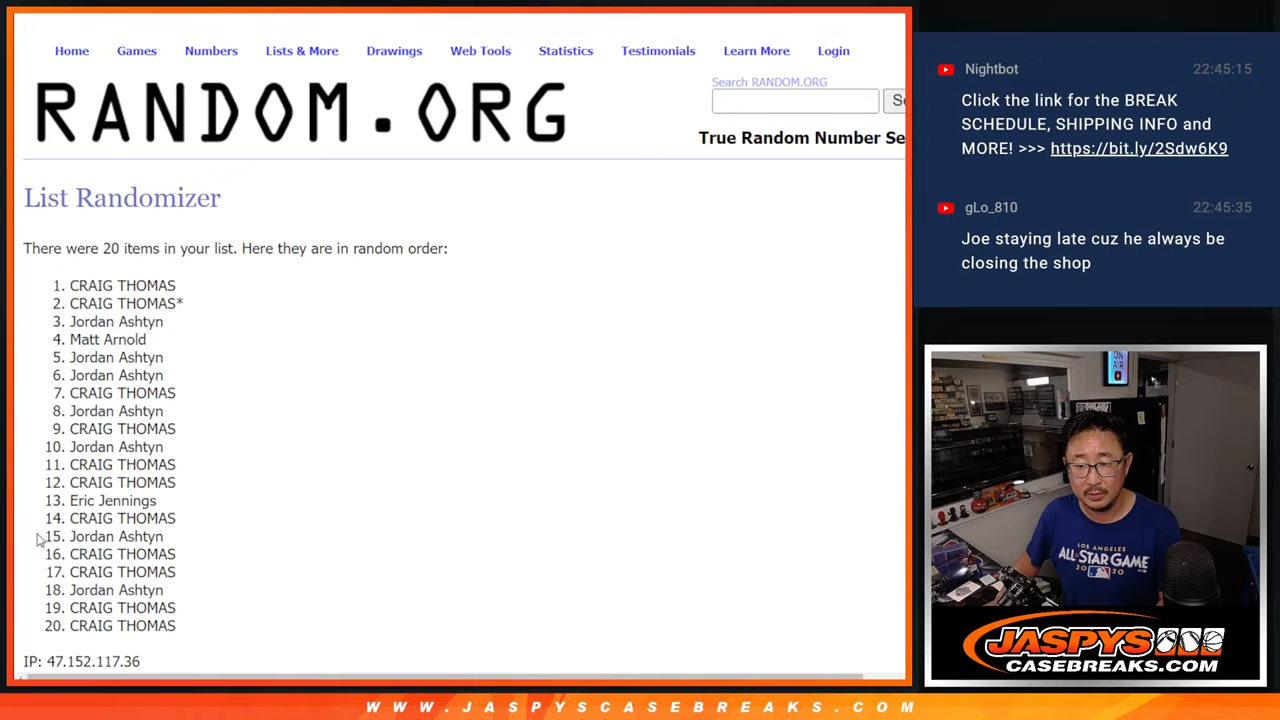 Home Games Numbers Lists & More Drawings Web Tools Statistics Testimonials Learn More Login
RANDOM.ORG
Search RANDOM.ORG
True Random Number Se
List Randomizer
There were 20 items in your list. Here they are in random order:
1. CRAIG THOMAS
2. CRAIG THOMAS*
3. Jordan Ashtyn
4. Matt Arnold
5. Jordan Ashtyn
6. Jordan Ashtyn
7. CRAIG THOMAS
8. Jordan Ashtyn
9. CRAIG THOMAS
10. Jordan Ashtyn
11. CRAIG THOMAS
12. CRAIG THOMAS
13. Eric Jennings
14. CRAIG THOMAS
15. Jordan Ashtyn
16. CRAIG THOMAS
17. CRAIG THOMAS
18. Jordan Ashtyn
19. CRAIG THOMAS
20. CRAIG THOMAS
IP: 47.152.117.36
Nightbot 22:45:15
Click the link for the BREAK
SCHEDULE, SHIPPING INFO and
MORE! >>> https://bit.ly/2Sdw6K9
gLo_810 22:45:35
Joe staying late cuz he always be
closing the shop
ON
AIR
LOS ANGELES
ALL STAR GAME
2020
JASPYS
CASEBREAKS.COM
WWW.JASPYSCASEBREAKS.COM